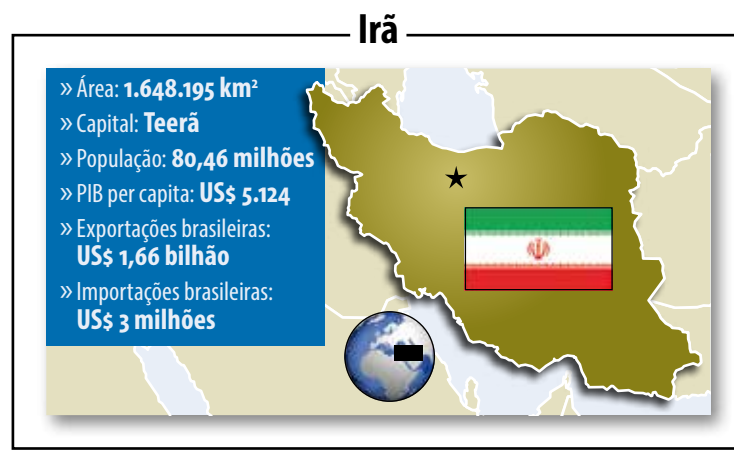 Irã
» Área: 1.648.195 km²
» Capital: Teerã
» População: 80,46 milhões
» PIB per capita: US$ 5.124
» Exportações brasileiras:
US$ 1,66 bilhão
» Importações brasileiras:
US$ 3 milhões